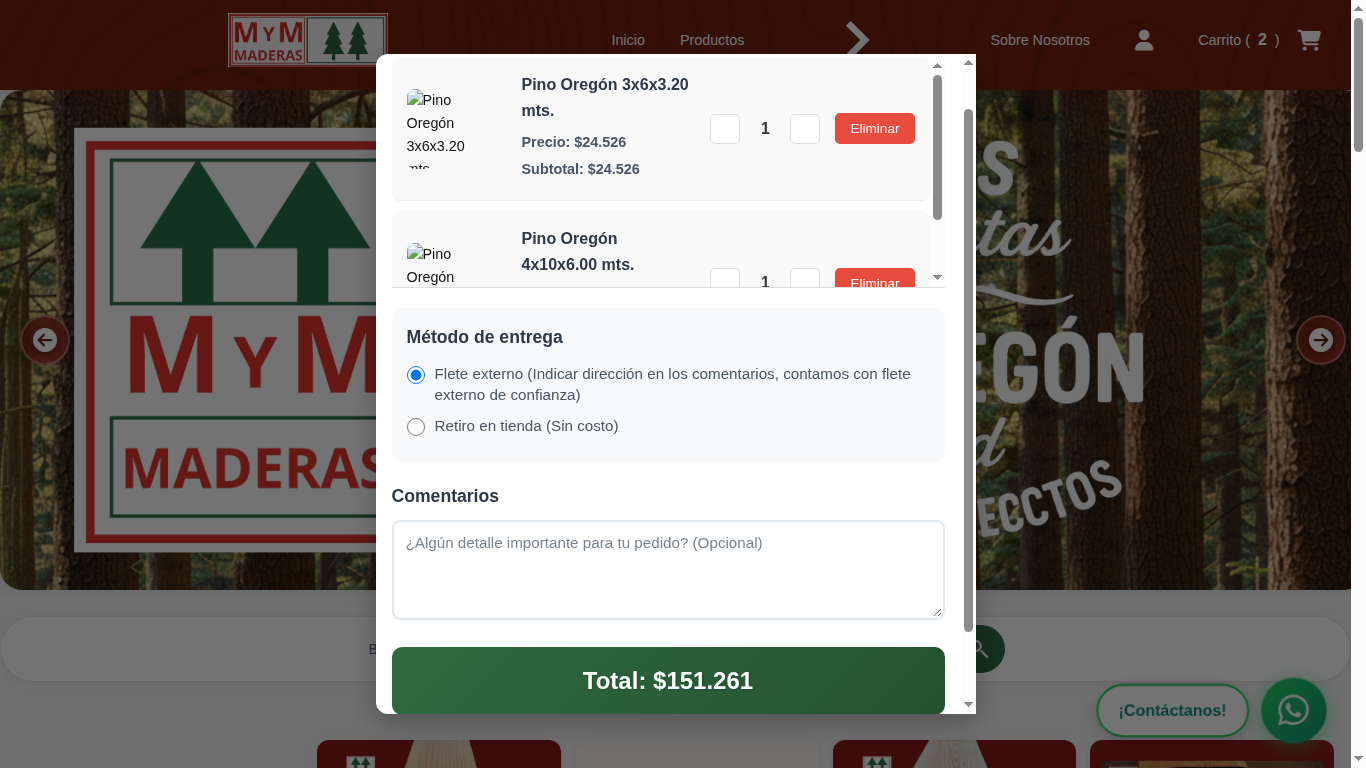 MYM
MADERAS
Inicio
Productos
Sobre Nosotros
Carrito ( 2 )
Pino Oregón 3x6x3.20
mts.
Precio: $24.526
Subtotal: $24.526
Pino
Oregón
3x6x3.20
mts.
1
Eliminar
Pino Oregón
4x10x6.00 mts.
Pino
Oregón
1
Eliminar
Método de entrega
Flete externo (Indicar dirección en los comentarios, contamos con flete
externo de confianza)
Retiro en tienda (Sin costo)
Comentarios
¿Algún detalle importante para tu pedido? (Opcional)
Total: $151.261
MYM
MADERAS
¡Contáctanos!